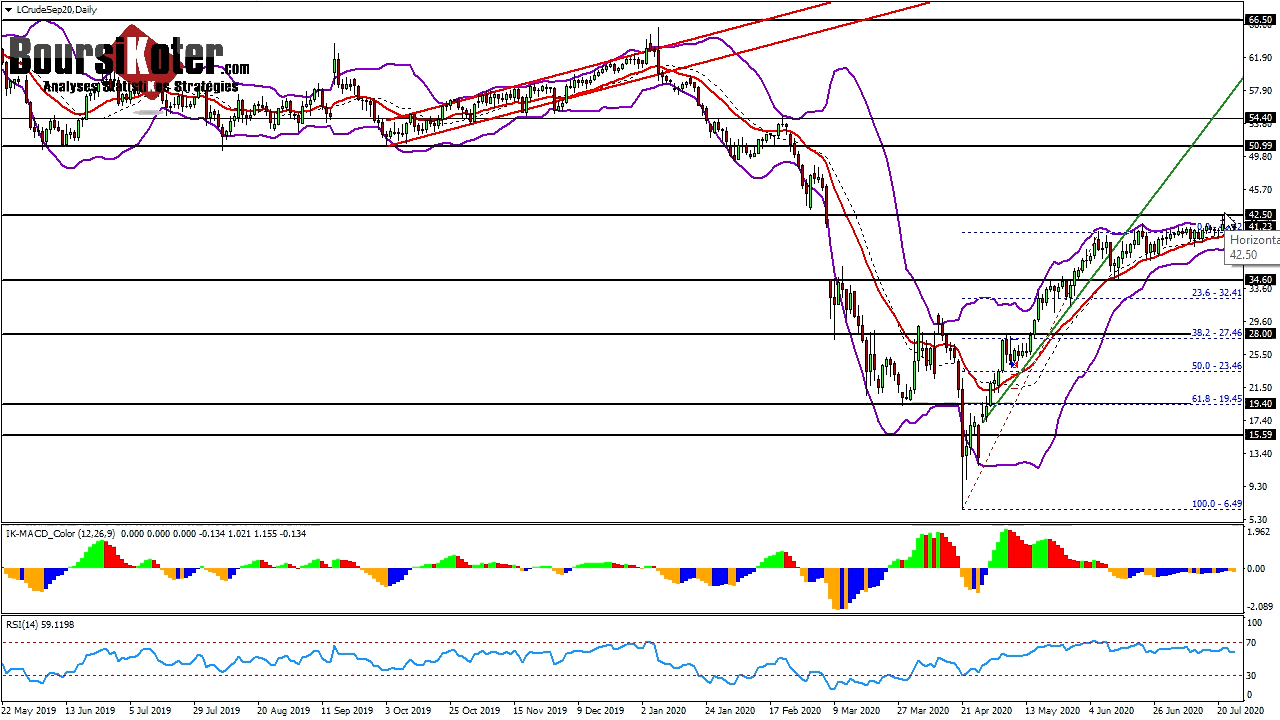 LCrudeSep20,Daily
BoursiKoter.com
Analyses Statistikes Stratégies
66.50
61.90
57.90
54.40
50.99
49.80
45.70
42.50
41.23
Horizonta
42.50
34.60
33.60
23.6 - 32.41
29.60
38.2 - 27.46
28.00
25.50
50.0 - 23.46
21.50
61.8 - 19.45
19.40
17.40
15.59
13.40
9.30
100.0 - 6.49
5.30
IK-MACD_Color (12,26,9) 0.000 0.000 0.000 -0.134 1.021 1.155 -0.134
1.962
0.00
-2.089
RSI(14) 59.1198
100
70
30
0
22 May 2019 13 Jun 2019 5 Jul 2019 29 Jul 2019 20 Aug 2019 11 Sep 2019 3 Oct 2019 25 Oct 2019 15 Nov 2019 9 Dec 2019 2 Jan 2020 24 Jan 2020 17 Feb 2020 9 Mar 2020 27 Mar 2020 21 Apr 2020 13 May 2020 4 Jun 2020 26 Jun 2020 20 Jul 2020